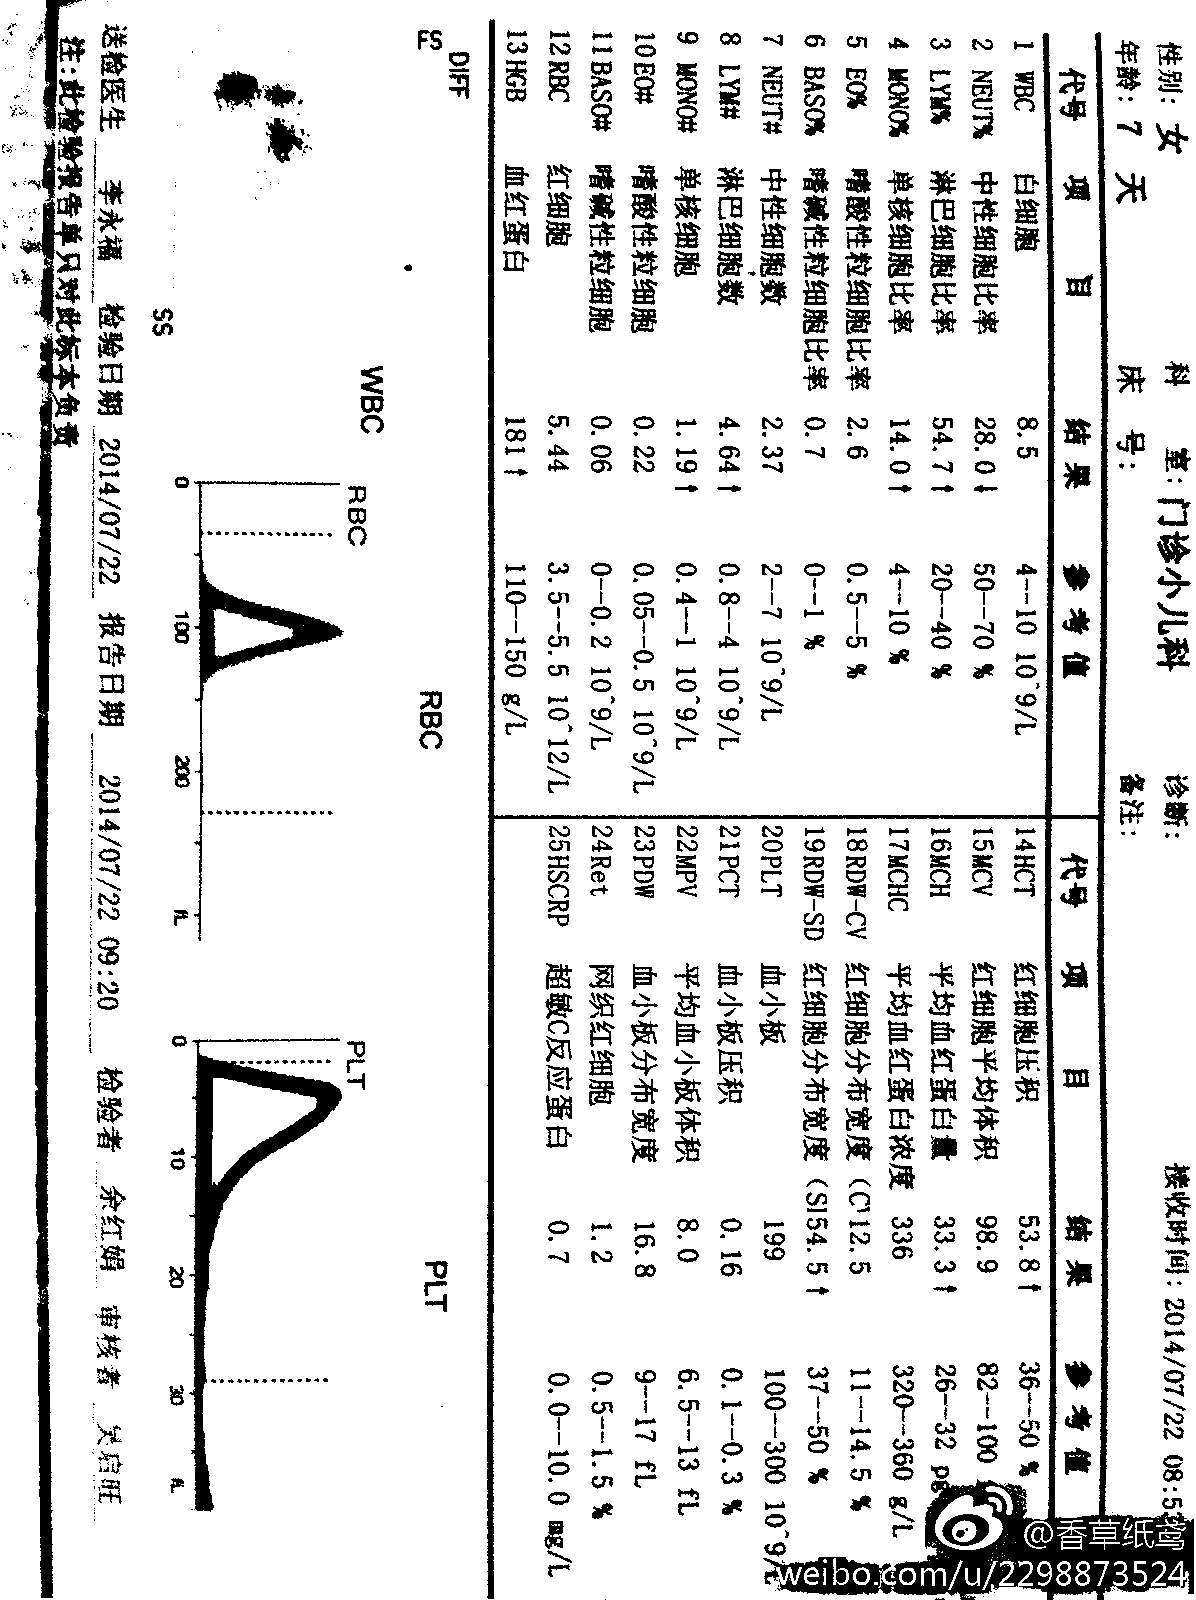 性别: 女 科 室: 门诊小儿科 诊断: 接收时间: 2014/07/22 08:5
年龄: 7 天 床 号: 备注:
代号 项 目 结果 参考值 代号 项 目 结果 参考值
1 WBC 白细胞 8.5 4--10 10^9/L 14HCT 红细胞压积 53.8↑ 36--50 %
2 NEUT% 中性细胞比率 28.0↓ 50--70 % 15MCV 红细胞平均体积 98.9 82--100
3 LYM% 淋巴细胞比率 54.7↑ 20--40 % 16MCH 平均血红蛋白量 33.3↑ 26--32 pg
4 MONO% 单核细胞比率 14.0↑ 4--10 % 17MCHC 平均血红蛋白浓度 336 320--360 g/L
5 EO% 嗜酸性粒细胞比率 2.6 0.5--5 % 18RDW-CV 红细胞分布宽度(C 12.5 11--14.5 %
6 BASO% 嗜碱性粒细胞比率 0.7 0--1 % 19RDW-SD 红细胞分布宽度(S 54.5↑ 37--50 %
7 NEUT# 中性细胞数 2.37 2--7 10^9/L 20PLT 血小板 199 100--300 10^9/L
8 LYM# 淋巴细胞数 4.64↑ 0.8--4 10^9/L 21PCT 血小板压积 0.16 0.1--0.3 %
9 MONO# 单核细胞 1.19↑ 0.4--1 10^9/L 22MPV 平均血小板体积 8.0 6.5--13 fL
10EO# 嗜酸性粒细胞 0.22 0.05--0.5 10^9/L 23PDW 血小板分布宽度 16.8 9--17 fL
11BASO# 嗜碱性粒细胞 0.06 0--0.2 10^9/L 24Ret 网织红细胞 1.2 0.5--1.5 %
12RBC 红细胞 5.44 3.5--5.5 10^12/L 25HSCRP 超敏C反应蛋白 0.7 0.0--10.0 mg/L
13HGB 血红蛋白 181↑ 110--150 g/L
DIFF
FS
WBC RBC PLT
RBC PLT
SS
0 100 200 fL
0 10 20 30 fL
送检医生 李永福 检验日期 2014/07/22 报告日期 2014/07/22 09:20 检验者 余红娟 审核者 吴启旺
注:此检验报告单只对此标本负责
@香草纸鸢
weibo.com/u/2298873524